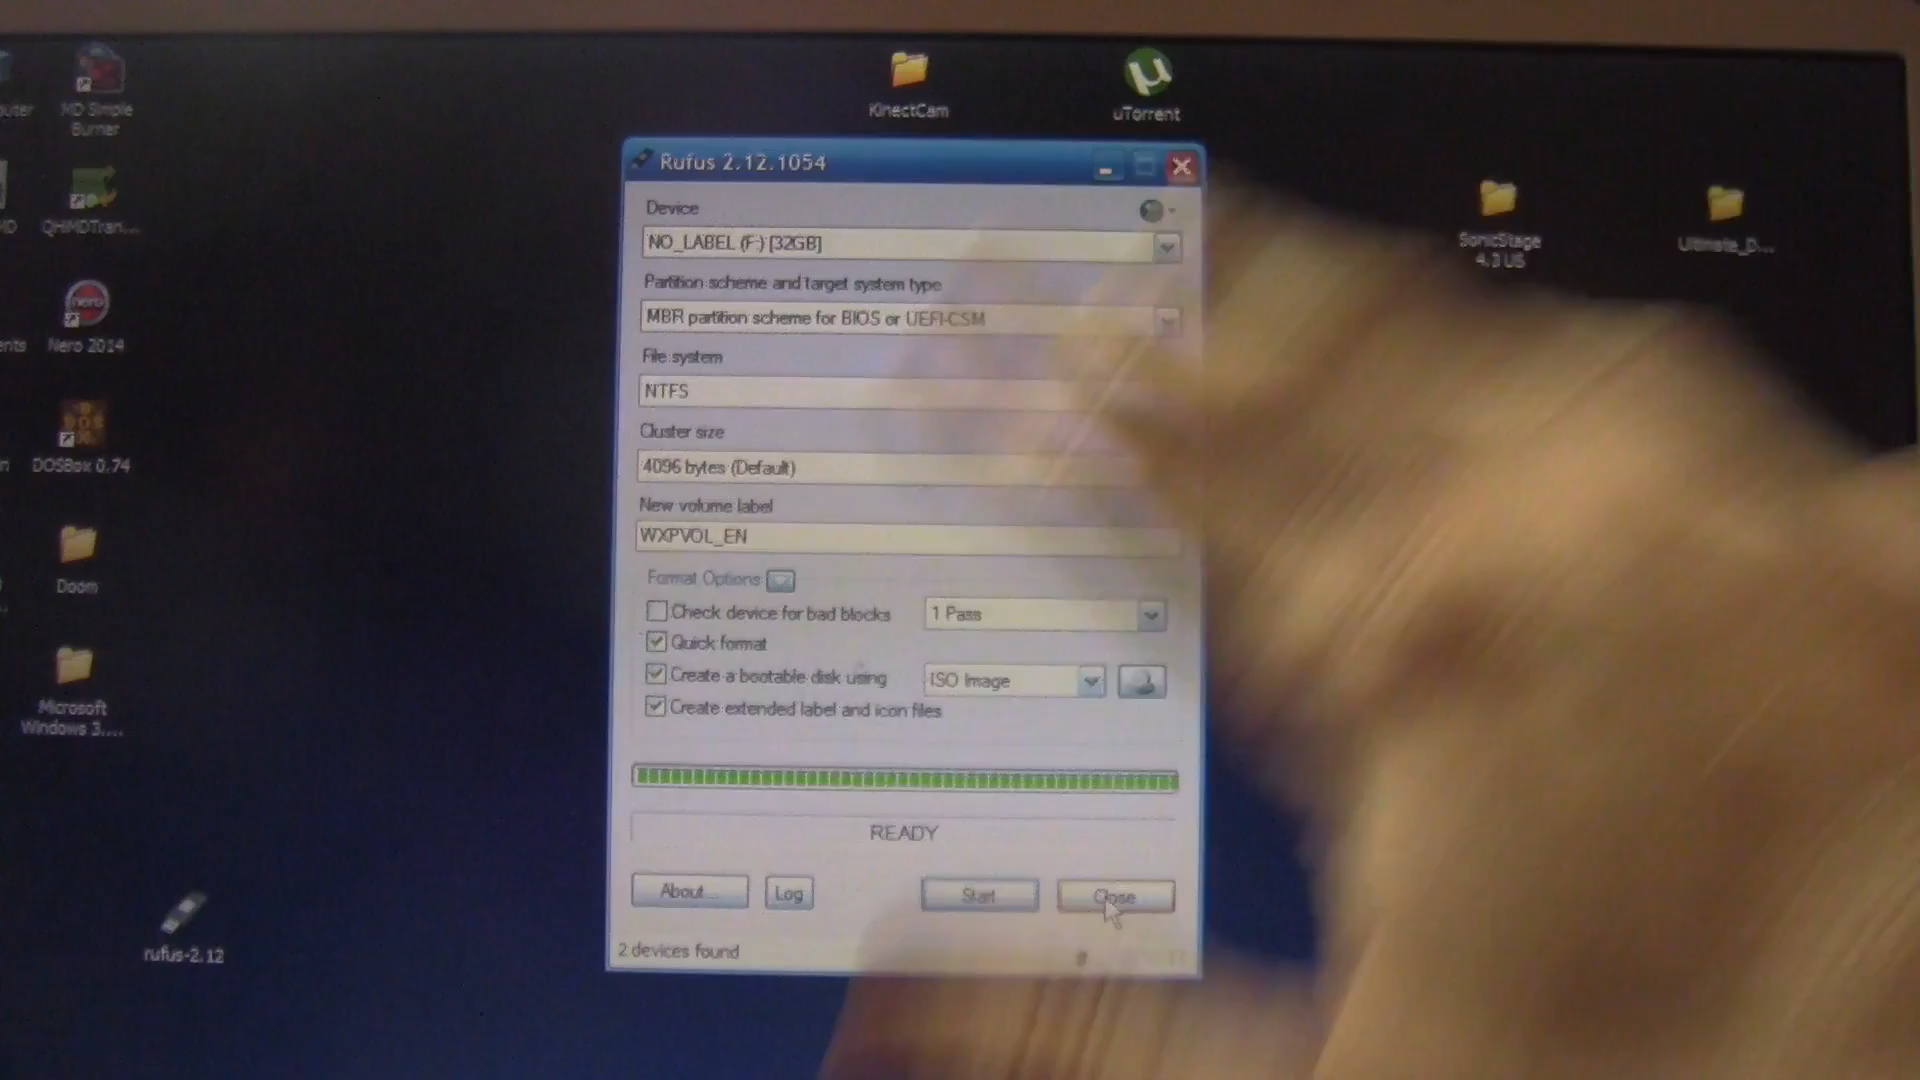 MD Simple
Burner
KinectCam
uTorrent
Rufus 2.12.1054
Device
NO_LABEL (F:) [32GB]
Partition scheme and target system type
MBR partition scheme for BIOS or UEFI-CSM
File system
NTFS
Cluster size
4096 bytes (Default)
New volume label
WXPVOL_EN
Format Options
Check device for bad blocks
1 Pass
Quick format
Create a bootable disk using
ISO Image
Create extended label and icon files
READY
About...
Log
Start
Close
2 devices found
SonicStage
4.3 US
Ultimate_D...
QHiMDTran...
nero
Nero 2014
DOS
DOSBox 0.74
Doom
Microsoft
Windows 3....
rufus-2.12